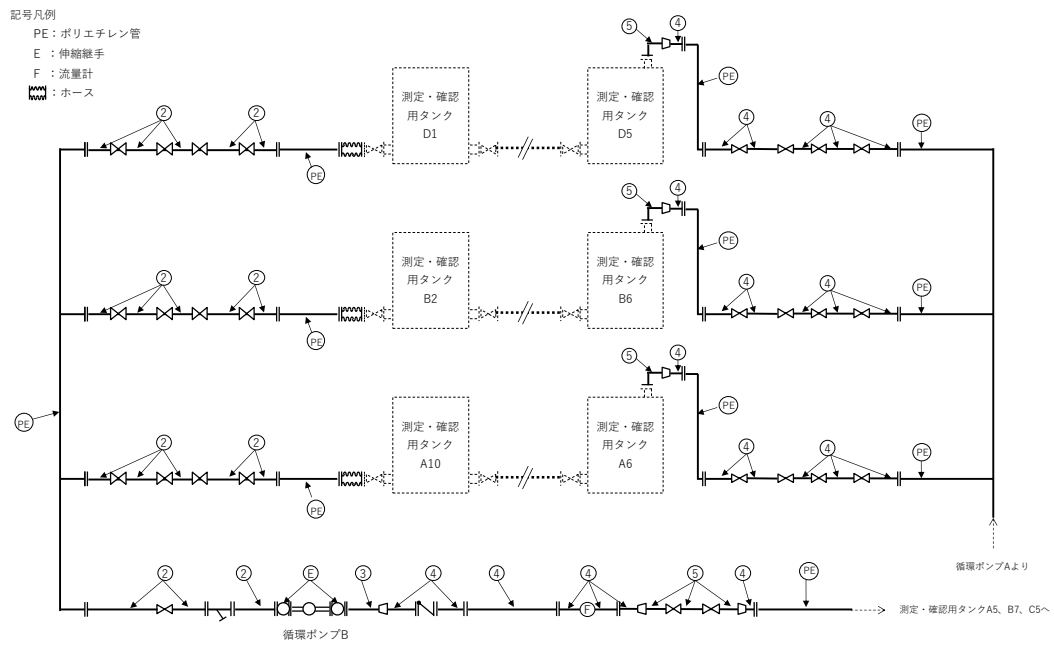 記号凡例
PE：ポリエチレン管
E ：伸縮継手
F ：流量計
：ホース
⑤ ④
PE
測定・確認
用タンク
D1
測定・確認
用タンク
D5
② ② ④ ④ PE
PE
⑤ ④
PE
測定・確認
用タンク
B2
測定・確認
用タンク
B6
② ② ④ ④ PE
PE
⑤ ④
PE
測定・確認
用タンク
A10
測定・確認
用タンク
A6
PE
② ② ④ ④ PE
PE
循環ポンプAより
② ② E ③ ④ ④ ④ ⑤ ④ PE
F
測定・確認用タンクA5、B7、C5へ
循環ポンプB